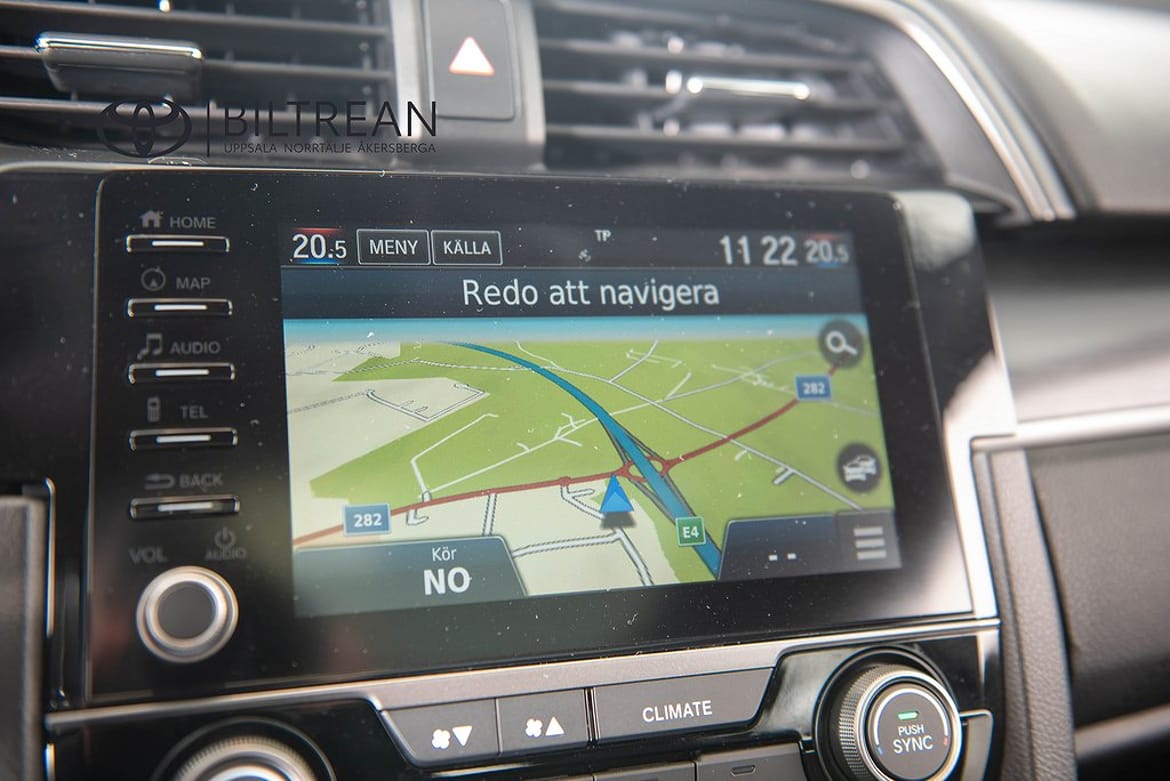 BILTREAN
UPPSALA NORRTÄLJE ÅKERSBERGA
HOME
MAP
AUDIO
TEL
BACK
VOL
AUDIO
20.5 MENY KÄLLA TP 11 22 20.5
Redo att navigera
282
282
E4
Kör
NO
--
CLIMATE
PUSH
SYNC